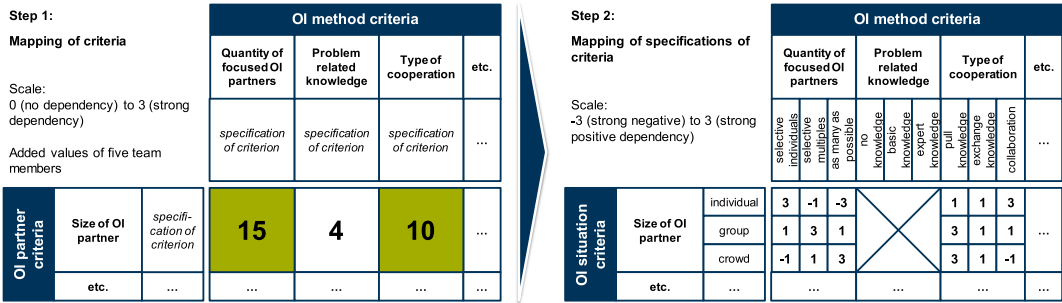 Step 1:
Mapping of criteria
Scale:
0 (no dependency) to 3 (strong
dependency)
Added values of five team
members
OI method criteria
Quantity of
focused OI
partners
Problem
related
knowledge
Type of
cooperation
etc.
specification
of criterion
specification
of criterion
specification
of criterion
...
OI partner
criteria
Size of OI
partner
specifi-
cation of
criterion
15
4
10
...
etc.
...
...
...
...
...
Step 2:
Mapping of specifications of
criteria
Scale:
-3 (strong negative) to 3 (strong
positive dependency)
OI method criteria
Quantity of
focused OI
partners
Problem
related
knowledge
Type of
cooperation
etc.
selective
individuals
selective
multiples
as many as
possible
no
knowledge
basic
knowledge
expert
knowledge
pull
knowledge
exchange
knowledge
collaboration
...
OI situation
criteria
Size of OI
partner
individual
3 -1 -3 1 1 3
group
1 3 1 3 1 1
crowd
-1 1 3 3 1 -1
...
etc.
...
...
...
...
...